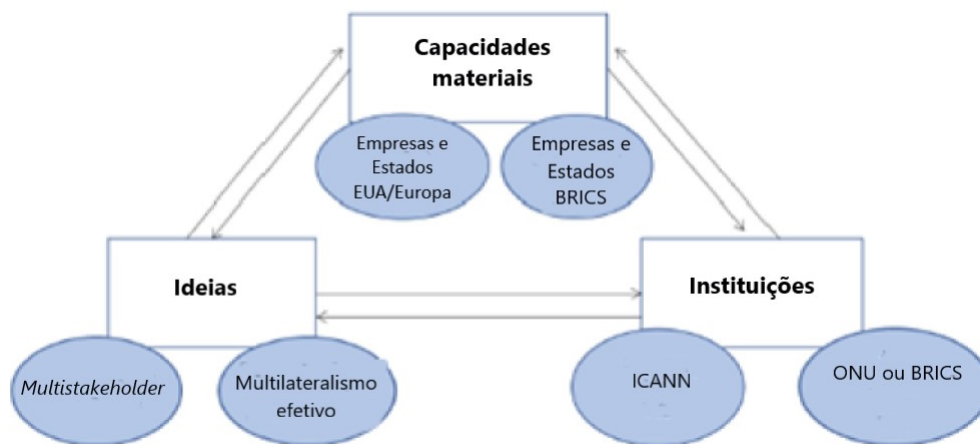 Capacidades
materiais
Empresas e
Estados
EUA/Europa
Empresas e
Estados
BRICS
Ideias
Instituições
Multistakeholder
Multilateralismo
efetivo
ICANN
ONU ou BRICS